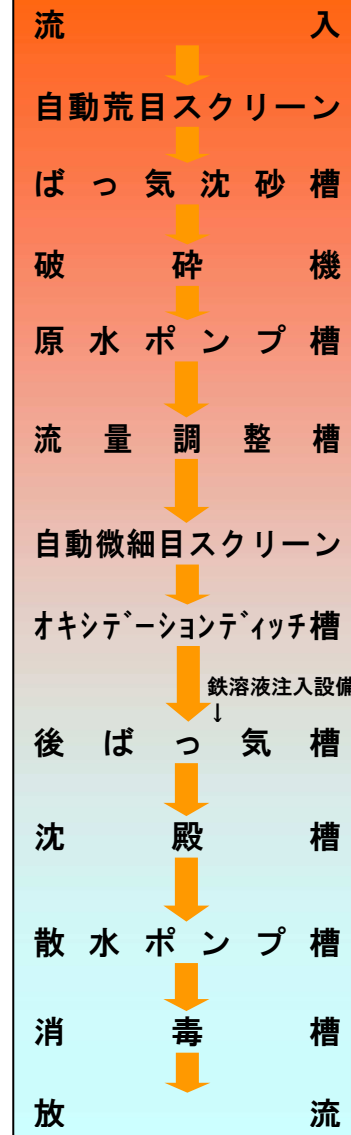 流入
自動荒目スクリーン
ばっ気沈砂槽
破砕機
原水ポンプ槽
流量調整槽
自動微細目スクリーン
ｵｷｼﾃﾞｰｼｮﾝﾃﾞｨｯﾁ槽
鉄溶液注入設備
↓
後ばっ気槽
沈殿槽
散水ポンプ槽
消毒槽
放流